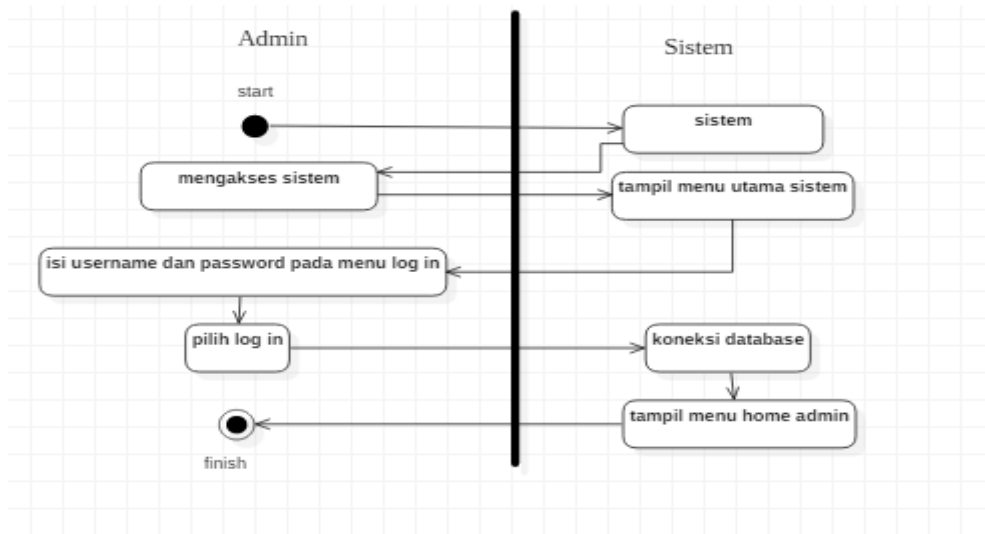 Admin
Sistem
start
sistem
mengakses sistem
tampil menu utama sistem
isi username dan password pada menu log in
pilih log in
koneksi database
tampil menu home admin
finish